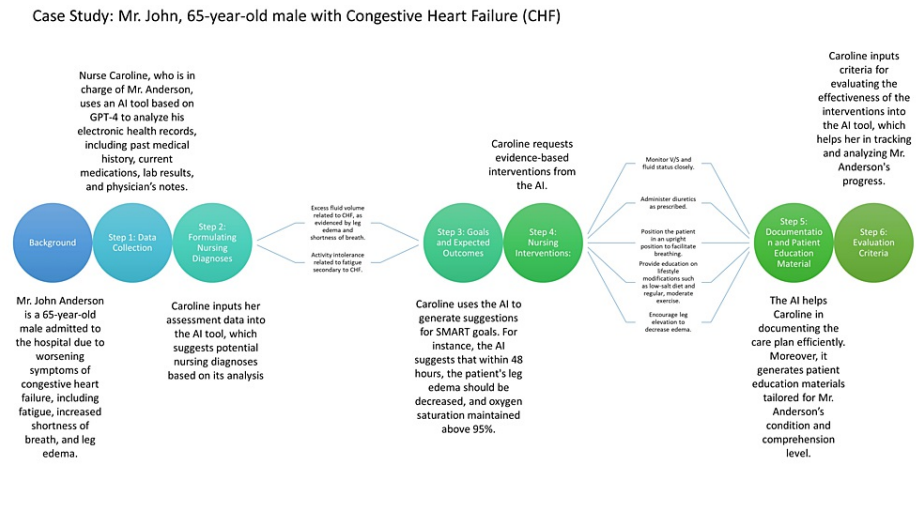 Case Study: Mr. John, 65-year-old male with Congestive Heart Failure (CHF)
Nurse Caroline, who is in
charge of Mr. Anderson,
uses an AI tool based on
GPT-4 to analyze his
electronic health records,
including past medical
history, current
medications, lab results,
and physician's notes.
Background
Mr. John Anderson
is a 65-year-old
male admitted to
the hospital due to
worsening
symptoms of
congestive heart
failure, including
fatigue, increased
shortness of
breath, and leg
edema.
Step 1: Data
Collection
Step 2:
Formulating
Nursing
Diagnoses
Caroline inputs her
assessment data into
the AI tool, which
suggests potential
nursing diagnoses
based on its analysis
Excess fluid volume
related to CHF, as
evidenced by leg
edema and
shortness of breath.
Activity intolerance
related to fatigue
secondary to CHF.
Step 3: Goals
and Expected
Outcomes
Caroline uses the AI to
generate suggestions
for SMART goals. For
instance, the AI
suggests that within 48
hours, the patient's leg
edema should be
decreased, and oxygen
saturation maintained
above 95%.
Caroline requests
evidence-based
interventions from
the AI.
Step 4:
Nursing
Interventions:
Monitor V/S and
fluid status closely.
Administer diuretics
as prescribed.
Position the patient
in an upright
position to facilitate
breathing.
Provide education on
lifestyle
modifications such
as low-salt diet and
regular, moderate
exercise.
Encourage leg
elevation to
decrease edema.
Step 5:
Documentatio
n and Patient
Education
Material
The AI helps
Caroline in
documenting the
care plan efficiently.
Moreover, it
generates patient
education materials
tailored for Mr.
Anderson's
condition and
comprehension
level.
Caroline inputs
criteria for
evaluating the
effectiveness of the
interventions into
the AI tool, which
helps her in tracking
and analyzing Mr.
Anderson's
progress.
Step 6:
Evaluation
Criteria